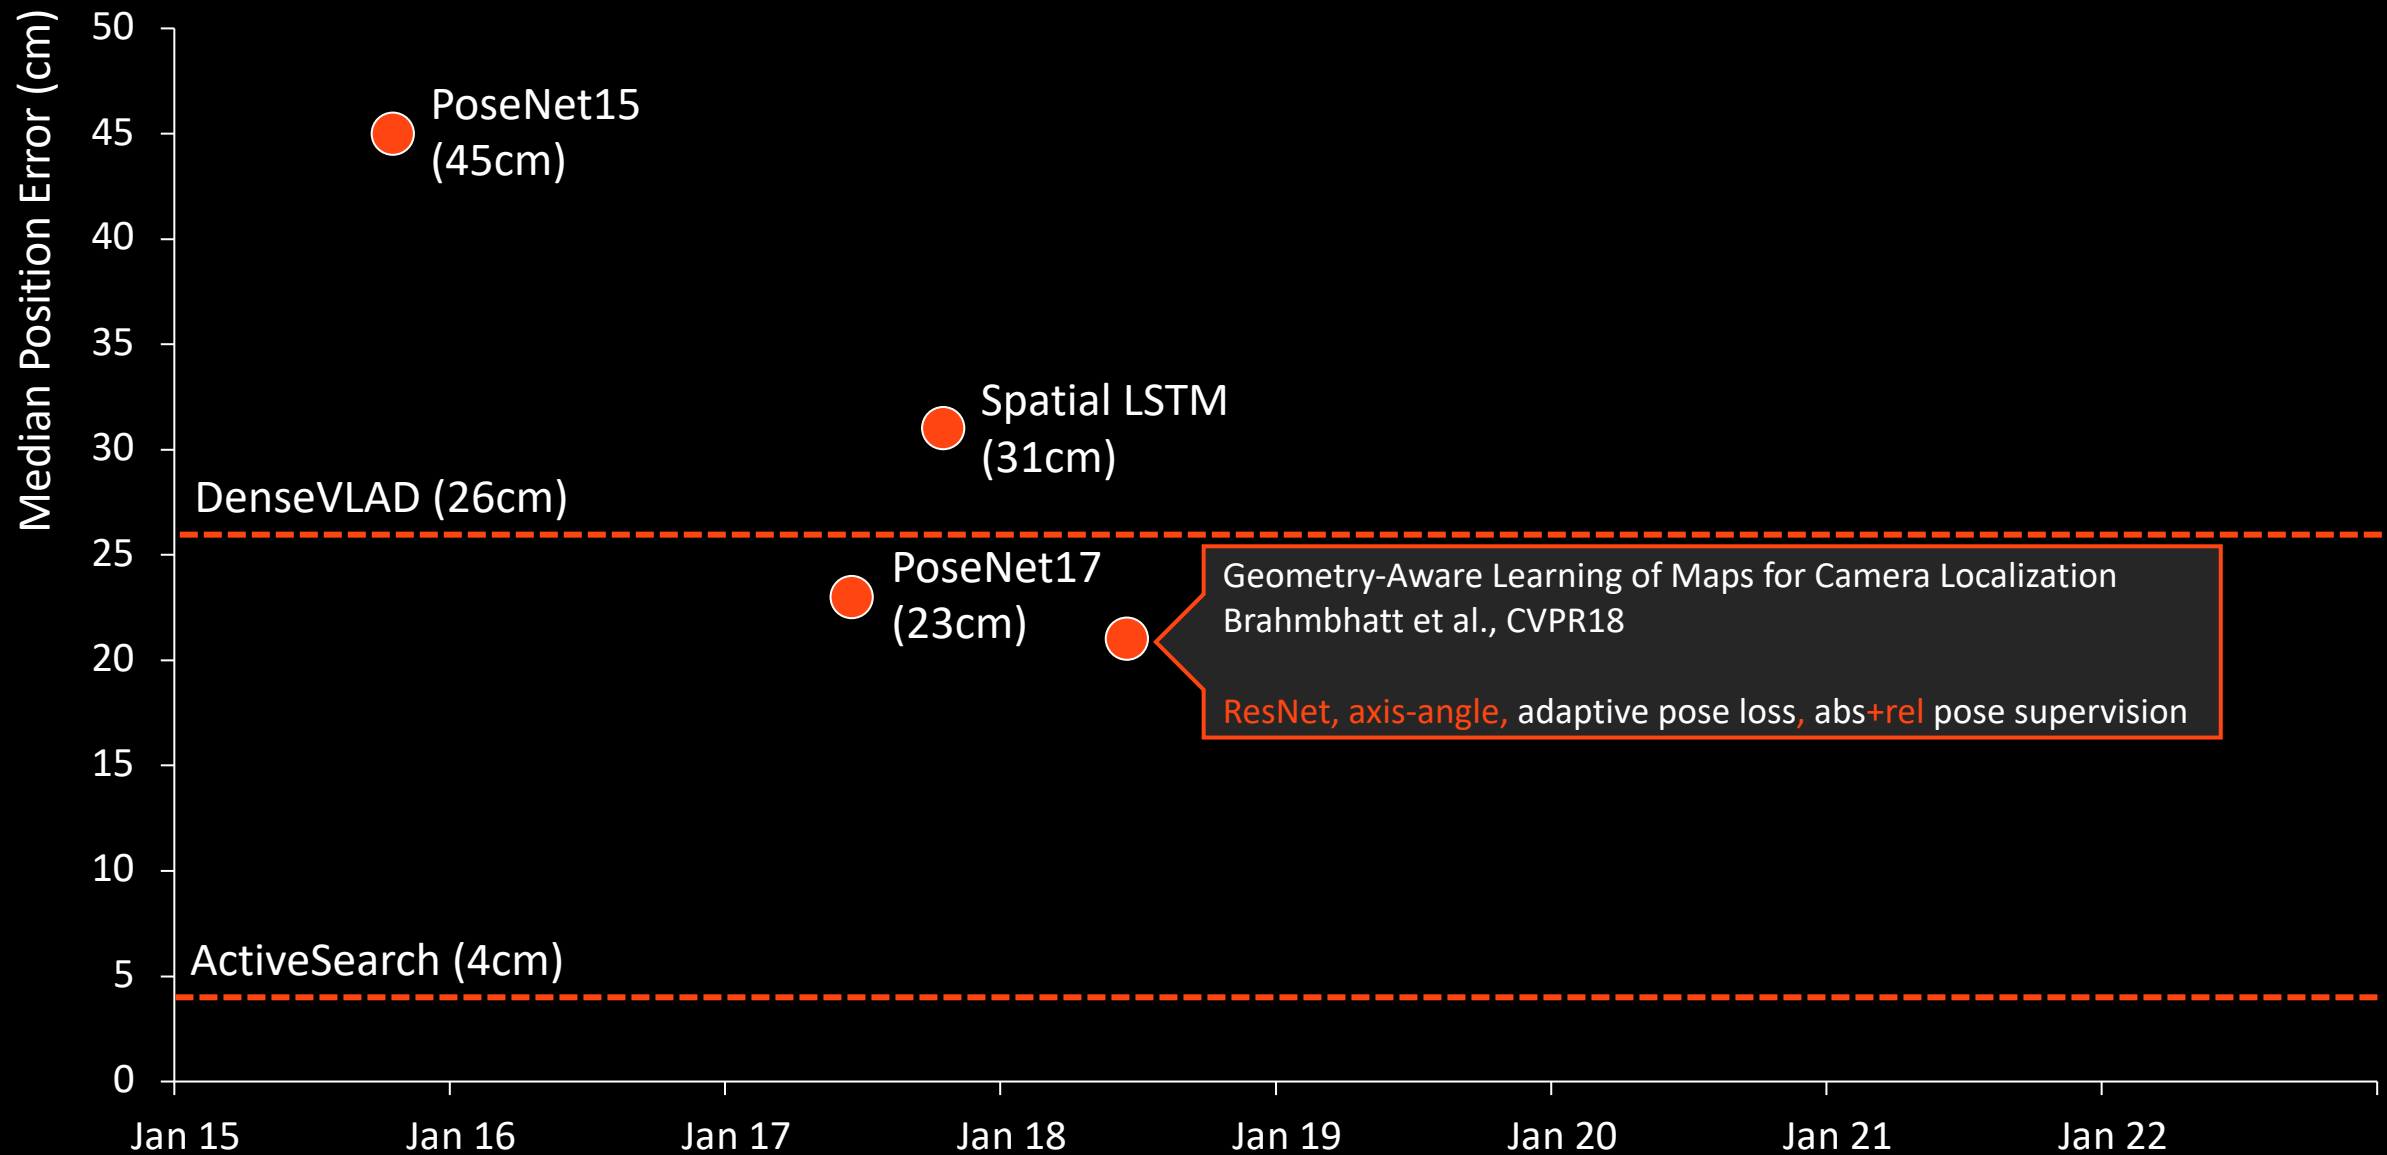 Median Position Error (cm)
50
45
40
35
30
25
20
15
10
5
0
PoseNet15
(45cm)
Spatial LSTM
(31cm)
DenseVLAD (26cm)
PoseNet17
(23cm)
Geometry-Aware Learning of Maps for Camera Localization
Brahmbhatt et al., CVPR18
ResNet, axis-angle, adaptive pose loss, abs+rel pose supervision
ActiveSearch (4cm)
Jan 15
Jan 16
Jan 17
Jan 18
Jan 19
Jan 20
Jan 21
Jan 22